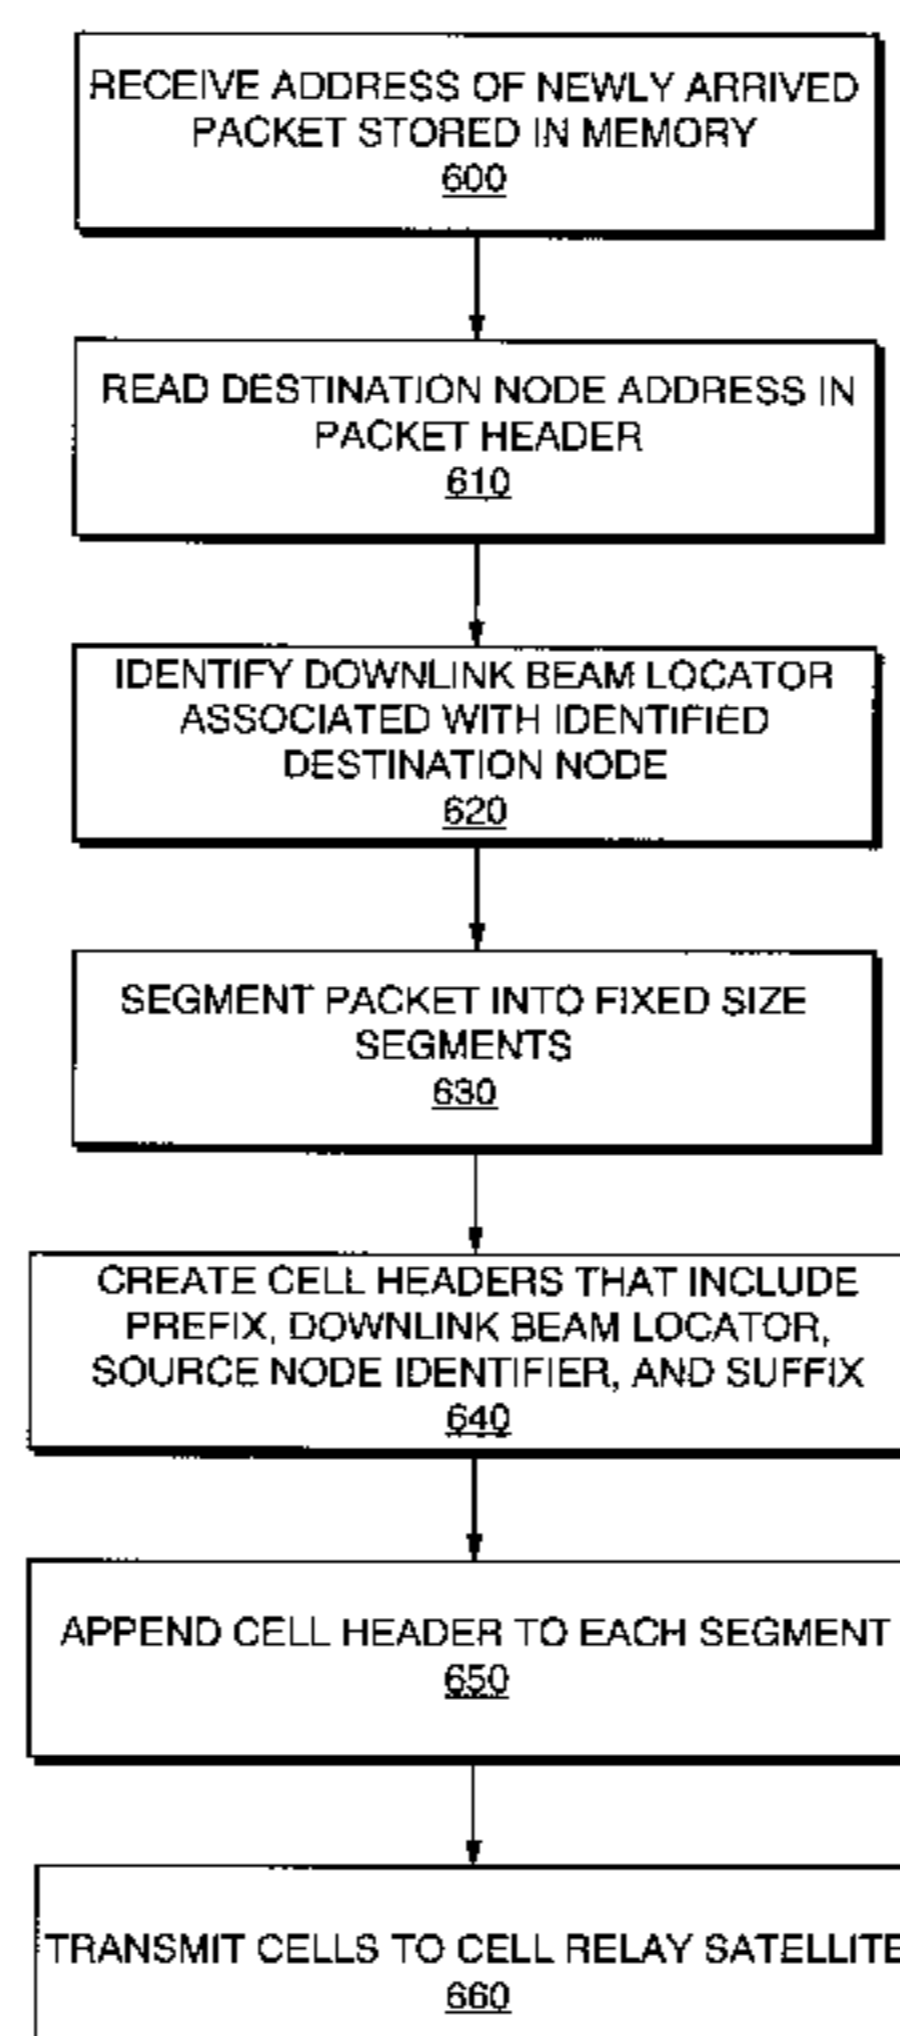 RECEIVE ADDRESS OF NEWLY ARRIVED
PACKET STORED IN MEMORY
600
READ DESTINATION NODE ADDRESS IN
PACKET HEADER
610
IDENTIFY DOWNLINK BEAM LOCATOR
ASSOCIATED WITH IDENTIFIED
DESTINATION NODE
620
SEGMENT PACKET INTO FIXED SIZE
SEGMENTS
630
CREATE CELL HEADERS THAT INCLUDE
PREFIX, DOWNLINK BEAM LOCATOR,
SOURCE NODE IDENTIFIER, AND SUFFIX
640
APPEND CELL HEADER TO EACH SEGMENT
650
TRANSMIT CELLS TO CELL RELAY SATELLITE
660